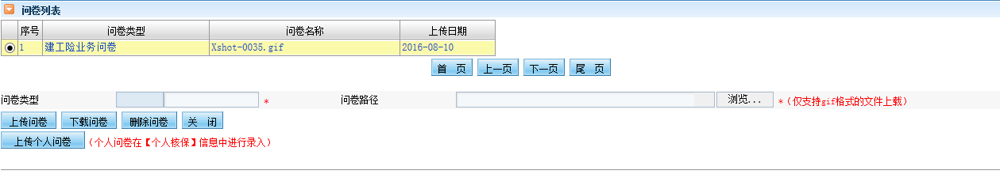 问卷列表
序号 问卷类型 问卷名称 上传日期
1 建工险业务问卷 Xshot-0035.gif 2016-08-10
首 页 上一页 下一页 尾 页
问卷类型 * 问卷路径 浏览... *(仅支持gif格式的文件上载)
上传问卷 下载问卷 删除问卷 关 闭
上传个人问卷 (个人问卷在【个人核保】信息中进行录入)